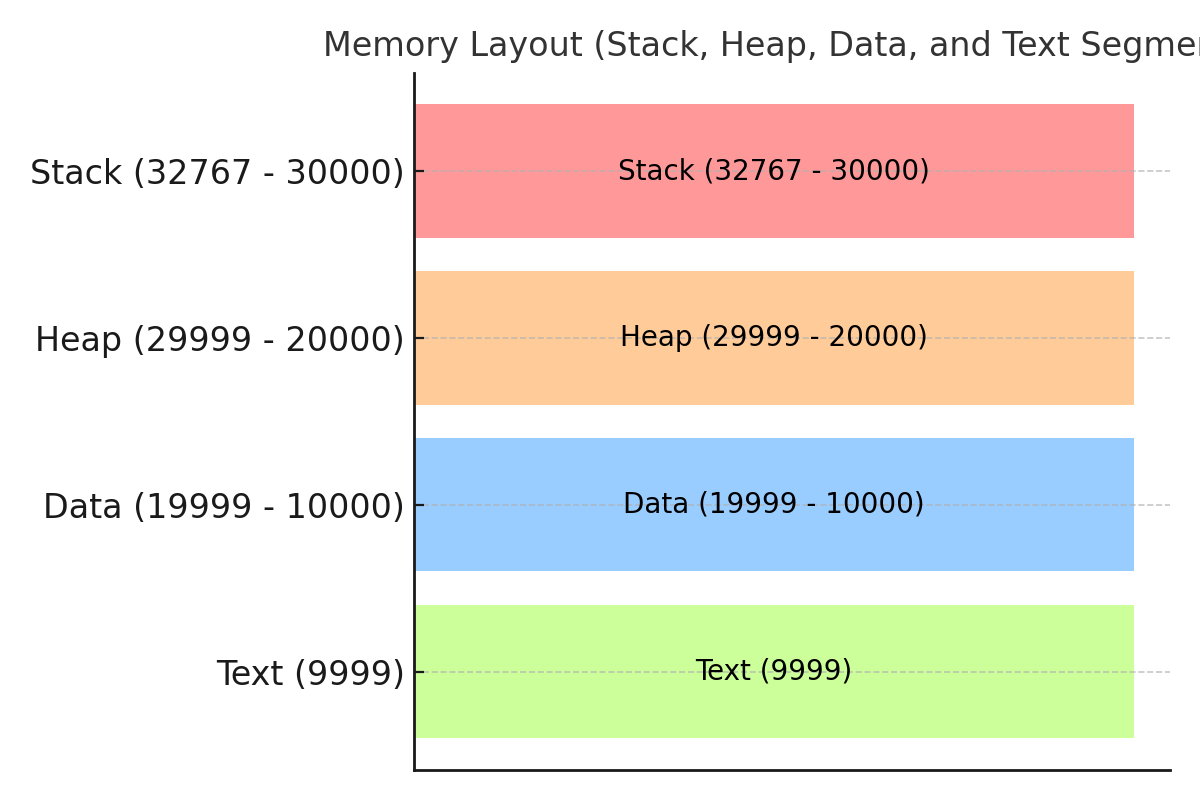 Memory Layout (Stack, Heap, Data, and Text Segme
Stack (32767 - 30000)
Stack (32767 - 30000)
Heap (29999 - 20000)
Heap (29999 - 20000)
Data (19999 - 10000)
Data (19999 - 10000)
Text (9999)
Text (9999)